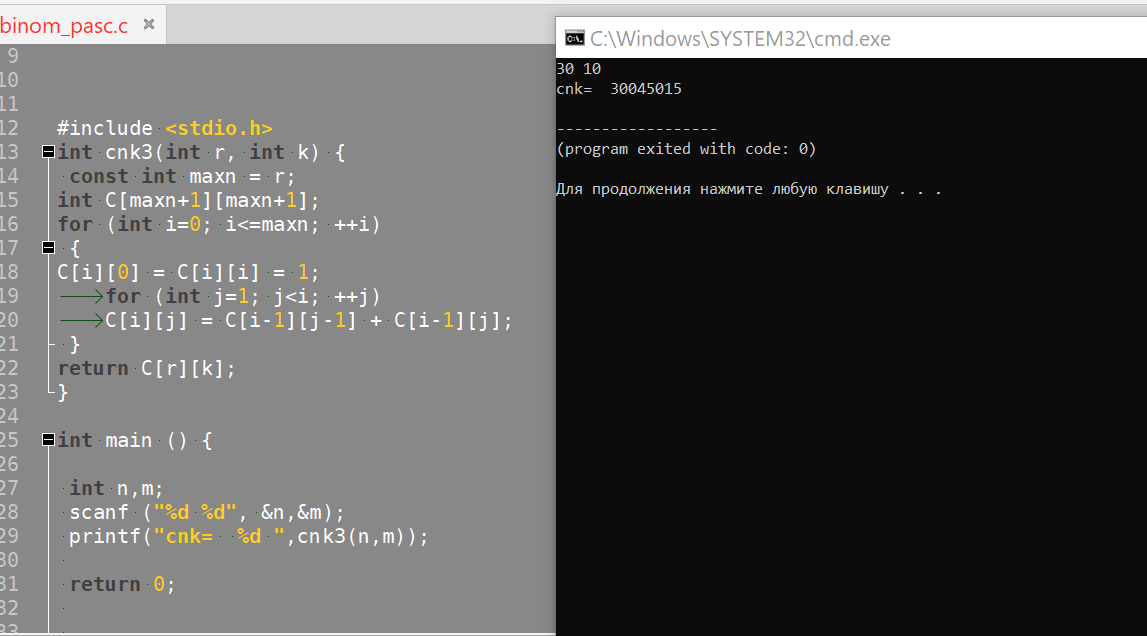 binom_pasc.c
9
10
11
12 #include <stdio.h>
13 int cnk3(int r, int k) {
14 const int maxn = r;
15 int C[maxn+1][maxn+1];
16 for (int i=0; i<=maxn; ++i)
17 {
18 C[i][0] = C[i][i] = 1;
19 for (int j=1; j<i; ++j)
20 C[i][j] = C[i-1][j-1] + C[i-1][j];
21 }
22 return C[r][k];
23 }
24
25 int main () {
26
27 int n,m;
28 scanf ("%d %d", &n,&m);
29 printf("cnk=  %d ",cnk3(n,m));
30
31 return 0;
32
33
C:\Windows\SYSTEM32\cmd.exe
30 10
cnk=  30045015
------------------
(program exited with code: 0)
Для продолжения нажмите любую клавишу . . .